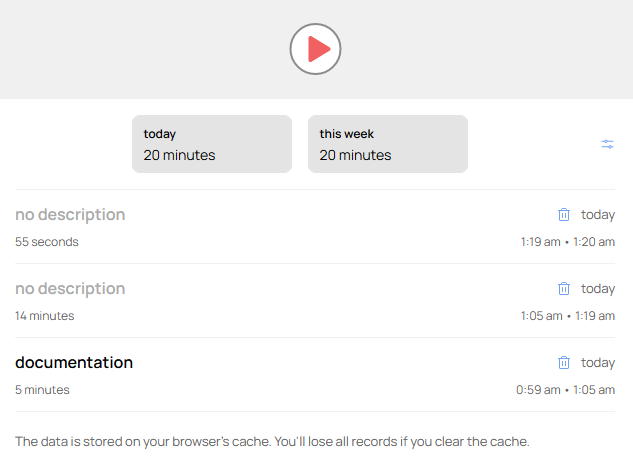 today
20 minutes
this week
20 minutes
no description
today
55 seconds
1:19 am • 1:20 am
no description
today
14 minutes
1:05 am • 1:19 am
documentation
today
5 minutes
0:59 am • 1:05 am
The data is stored on your browser's cache. You'll lose all records if you clear the cache.